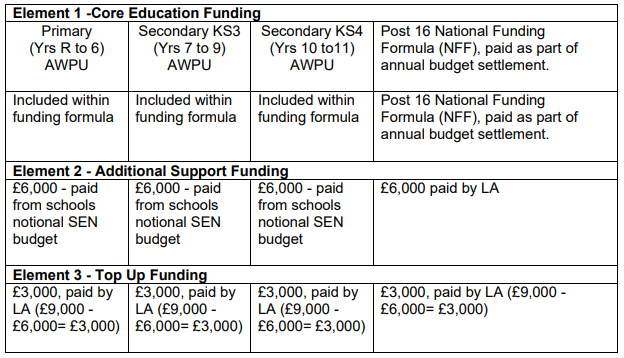 Element 1 -Core Education Funding
Primary
(Yrs R to 6)
AWPU
Secondary KS3
(Yrs 7 to 9)
AWPU
Secondary KS4
(Yrs 10 to11)
AWPU
Post 16 National Funding
Formula (NFF), paid as part of
annual budget settlement.
Included within
funding formula
Included within
funding formula
Included within
funding formula
Post 16 National Funding
Formula (NFF), paid as part of
annual budget settlement.
Element 2 - Additional Support Funding
£6,000 - paid
from schools
notional SEN
budget
£6,000 - paid
from schools
notional SEN
budget
£6,000 - paid
from schools
notional SEN
budget
£6,000 paid by LA
Element 3 - Top Up Funding
£3,000, paid by
LA (£9,000 -
£6,000= £3,000)
£3,000, paid by
LA (£9,000 -
£6,000= £3,000)
£3,000, paid by
LA (£9,000 -
£6,000= £3,000)
£3,000, paid by LA (£9,000 -
£6,000= £3,000)